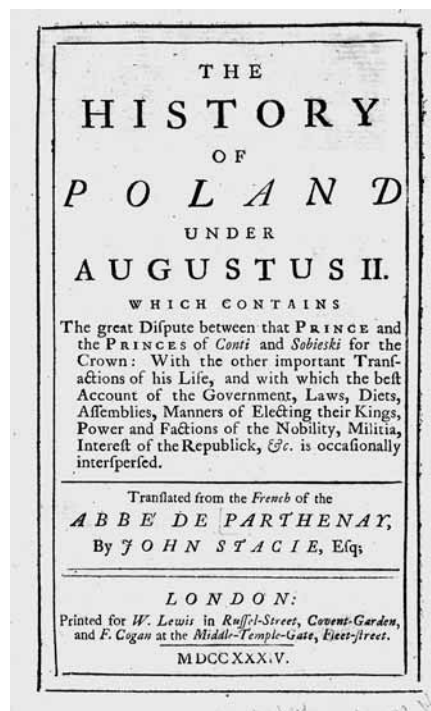 THE
HISTORY
OF
POLAND
UNDER
AUGUSTUS II.
WHICH CONTAINS
The great Diſpute between that PRINCE and
the PRINCES of Conti and Sobieski for the
Crown: With the other important Tranſ-
actions of his Life, and with which the beſt
Account of the Government, Laws, Diets,
Aſſemblies, Manners of Electing their Kings,
Power and Factions of the Nobility, Militia,
Intereſt of the Republick, &c. is occaſionally
interſperſed.
Tranſlated from the French of the
ABBE' DE PARTHENAY,
By JOHN STACIE, Eſq;
LONDON:
Printed for W. Lewis in Ruſſel-Street, Covent-Garden,
and F. Cogan at the Middle-Temple-Gate, Fleet-ſtreet.
MDCCXXXIV.